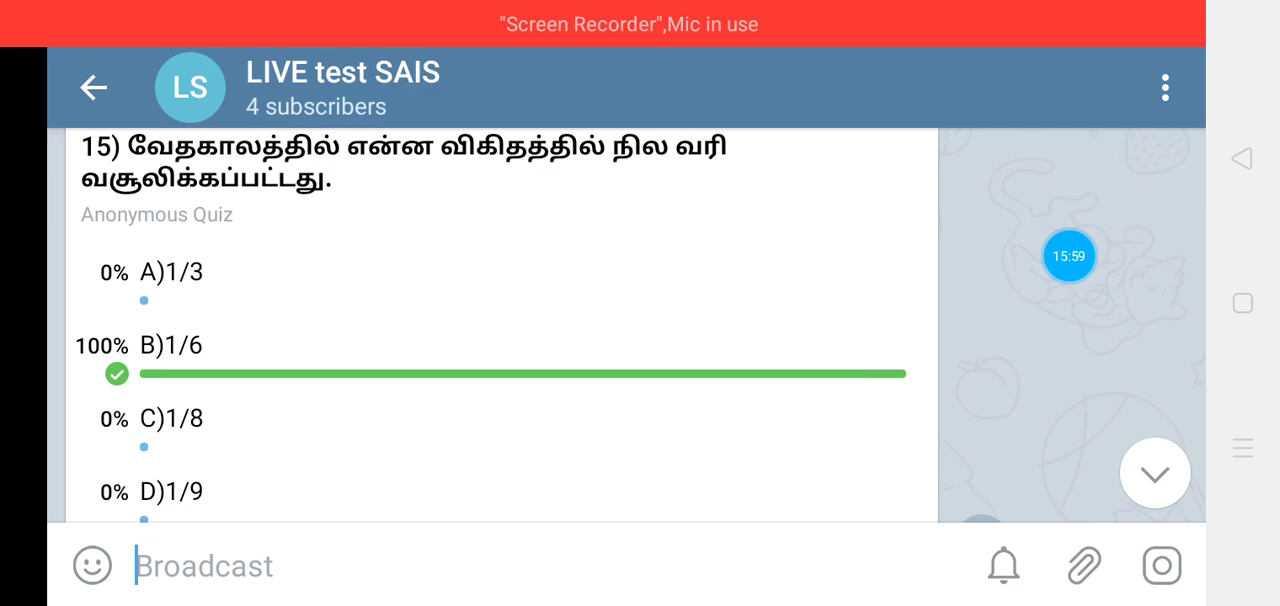 "Screen Recorder",Mic in use
LS
LIVE test SAIS
4 subscribers
15) வேதகாலத்தில் என்ன விகிதத்தில் நில வரி
வசூலிக்கப்பட்டது.
Anonymous Quiz
0% A)1/3
15:59
100% B)1/6
0% C)1/8
0% D)1/9
Broadcast